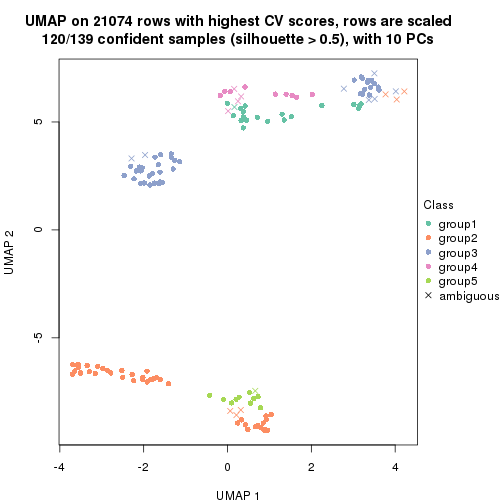 UMAP on 21074 rows with highest CV scores, rows are scaled
120/139 confident samples (silhouette > 0.5), with 10 PCs
5
0
-5
UMAP 2
-4
-2
0
2
4
UMAP 1
Class
group1
group2
group3
group4
group5
ambiguous